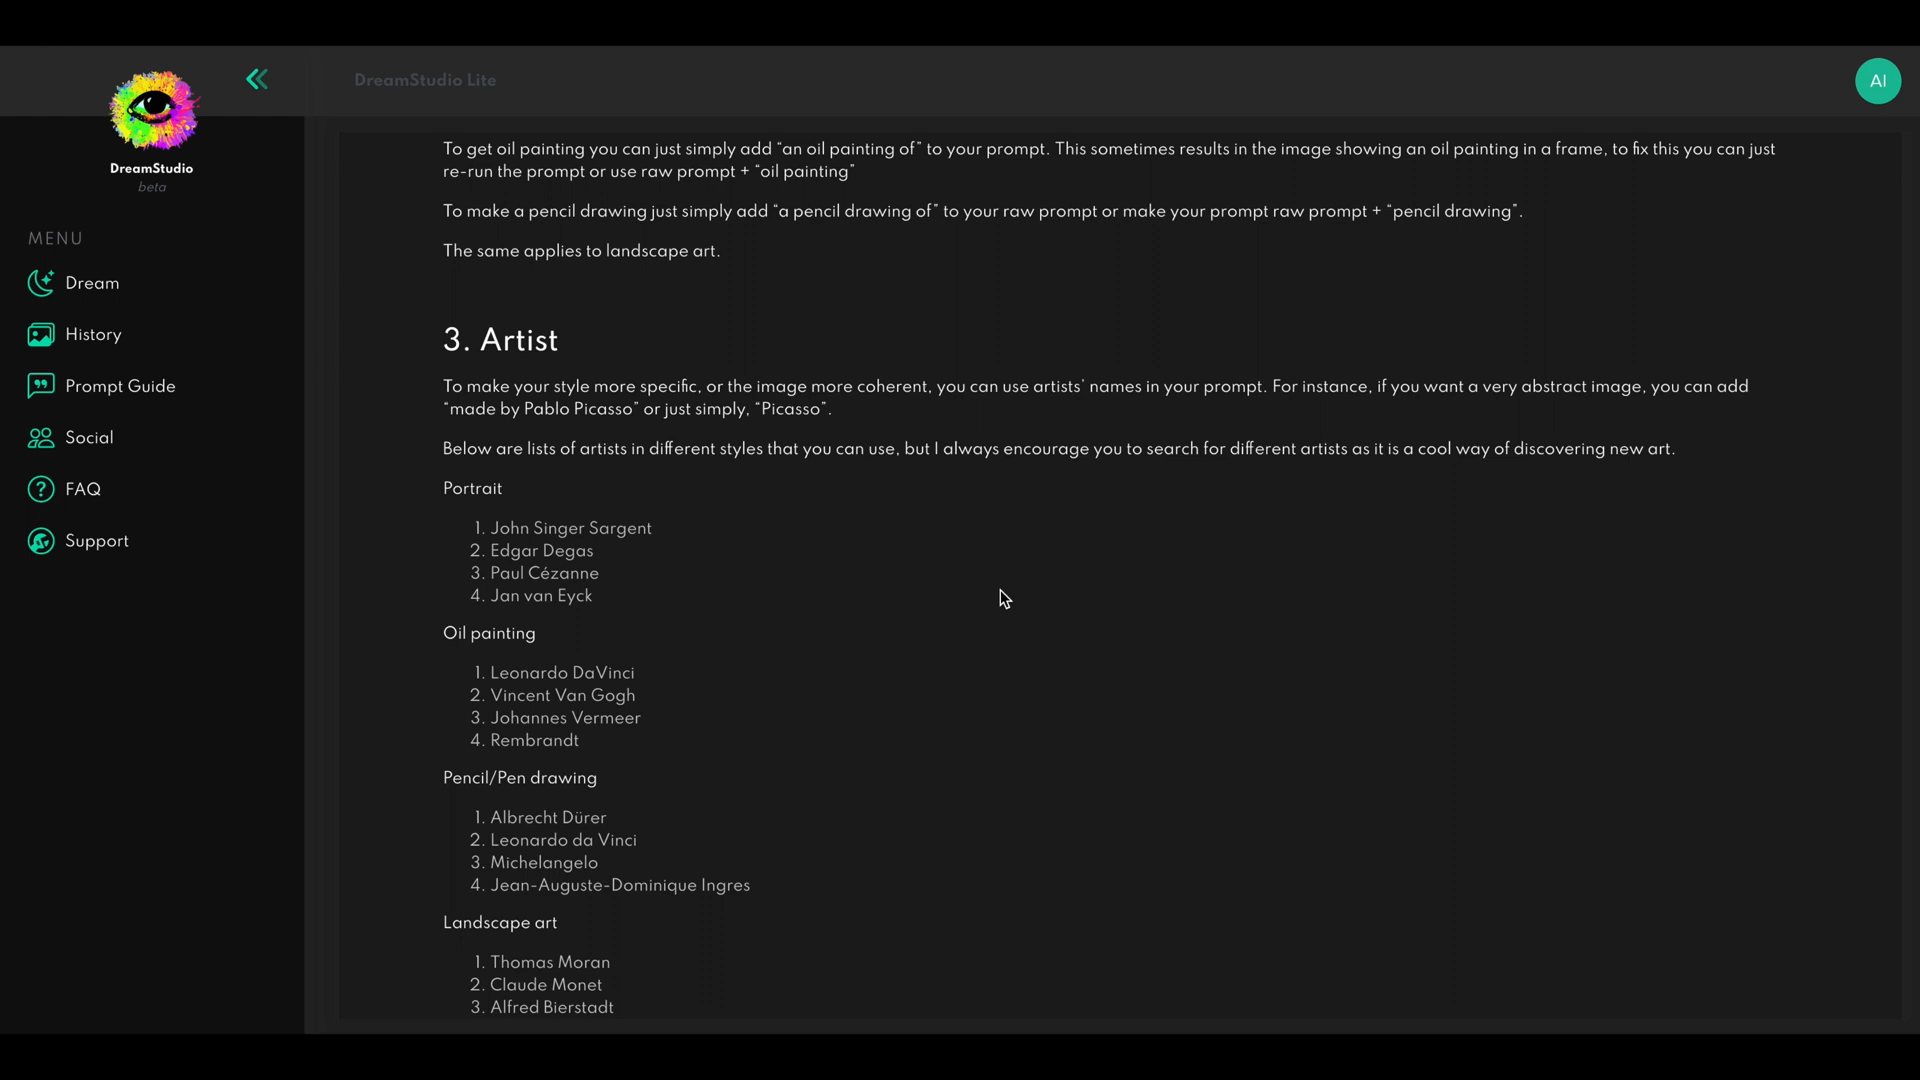 DreamStudio
beta
MENU
Dream
History
Prompt Guide
Social
FAQ
Support
DreamStudio Lite
AI
To get oil painting you can just simply add “an oil painting of” to your prompt. This sometimes results in the image showing an oil painting in a frame, to fix this you can just
re-run the prompt or use raw prompt + “oil painting”
To make a pencil drawing just simply add “a pencil drawing of” to your raw prompt or make your prompt raw prompt + “pencil drawing”.
The same applies to landscape art.
3. Artist
To make your style more specific, or the image more coherent, you can use artists’ names in your prompt. For instance, if you want a very abstract image, you can add
“made by Pablo Picasso” or just simply, “Picasso”.
Below are lists of artists in different styles that you can use, but I always encourage you to search for different artists as it is a cool way of discovering new art.
Portrait
1. John Singer Sargent
2. Edgar Degas
3. Paul Cézanne
4. Jan van Eyck
Oil painting
1. Leonardo DaVinci
2. Vincent Van Gogh
3. Johannes Vermeer
4. Rembrandt
Pencil/Pen drawing
1. Albrecht Dürer
2. Leonardo da Vinci
3. Michelangelo
4. Jean-Auguste-Dominique Ingres
Landscape art
1. Thomas Moran
2. Claude Monet
3. Alfred Bierstadt